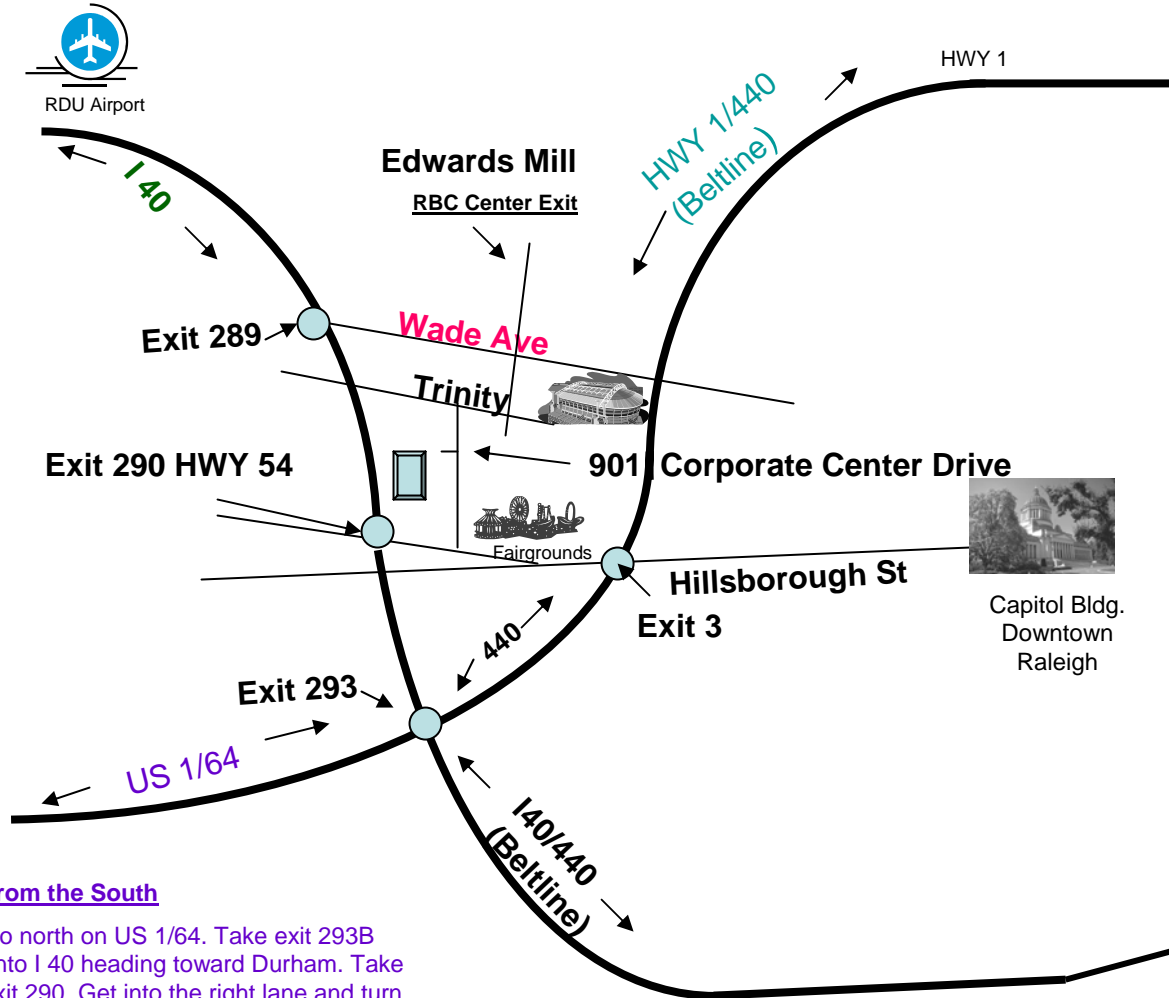 HWY 1
RDU Airport
HWY 1/440
(Beltline)
I 40
Edwards Mill
RBC Center Exit
Exit 289
Wade Ave
Trinity
Exit 290 HWY 54
901 Corporate Center Drive
Fairgrounds
Hillsborough St
Exit 3
Capitol Bldg.
Downtown
Raleigh
440
Exit 293
US 1/64
I40/440
(Beltline)
rom the South
o north on US 1/64. Take exit 293B
nto I 40 heading toward Durham. Take
xit 290. Get into the right lane and turn